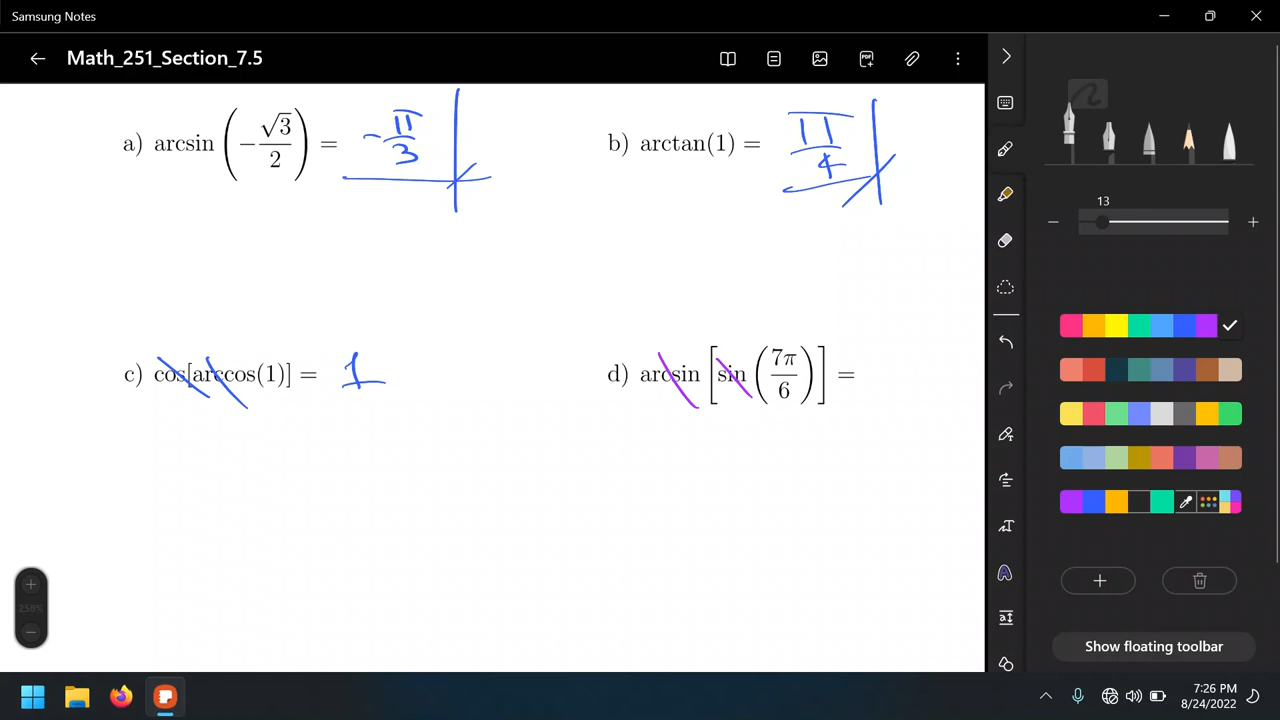 Samsung Notes
Math_251_Section_7.5
a) arcsin(-√3/2) = -π/3
b) arctan(1) = π/4
c) cos[arccos(1)] = 1
d) arcsin[sin(7π/6)] =
13
258%
Show floating toolbar
7:26 PM
8/24/2022